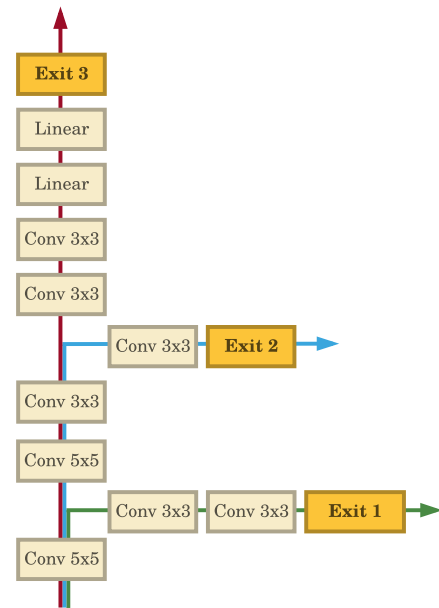 Exit 3
Linear
Linear
Conv 3x3
Conv 3x3
Conv 3x3
Exit 2
Conv 3x3
Conv 5x5
Conv 3x3
Conv 3x3
Exit 1
Conv 5x5